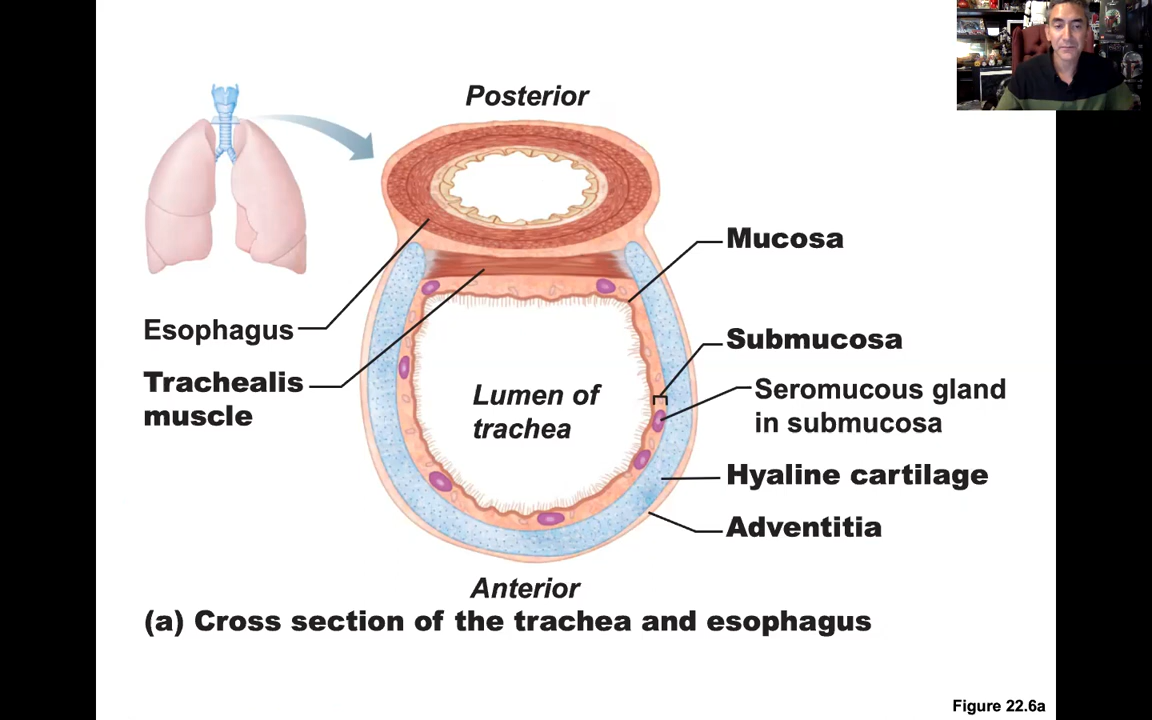 Posterior
Mucosa
Esophagus
Submucosa
Trachealis
muscle
Lumen of
trachea
Seromucous gland
in submucosa
Hyaline cartilage
Adventitia
Anterior
(a) Cross section of the trachea and esophagus
Figure 22.6a